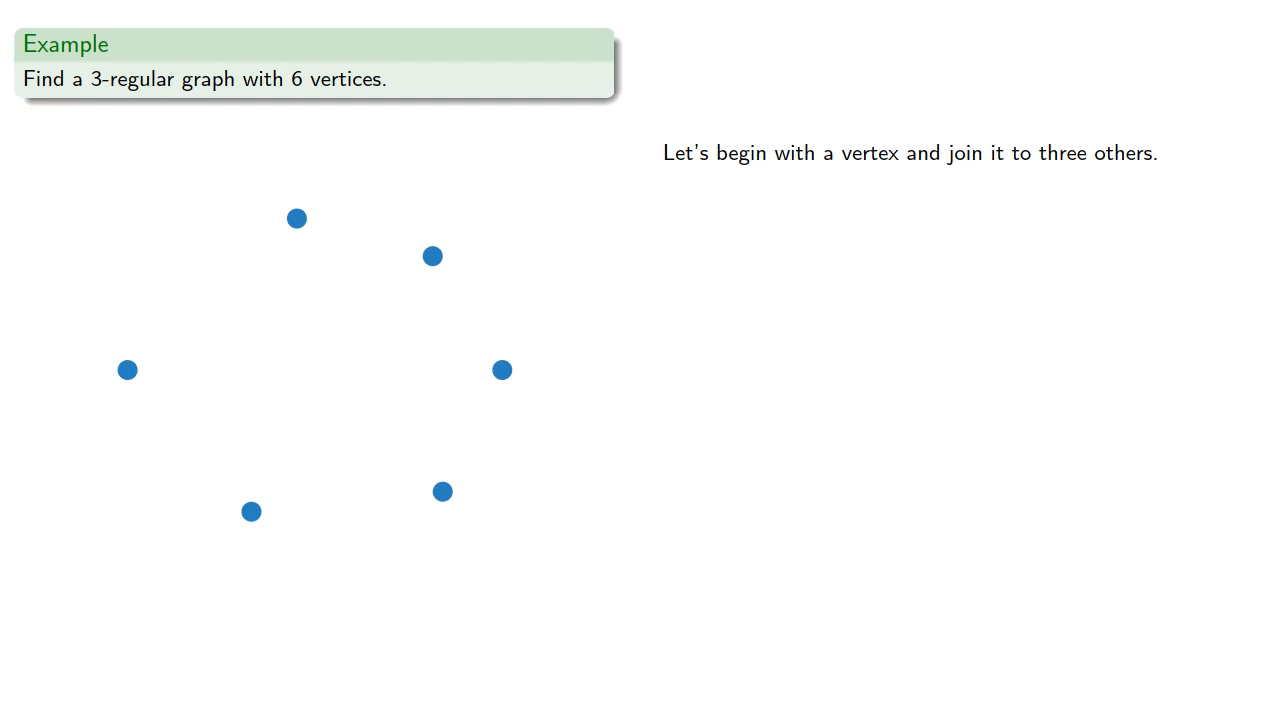 Example
Find a 3-regular graph with 6 vertices.
Let's begin with a vertex and join it to three others.